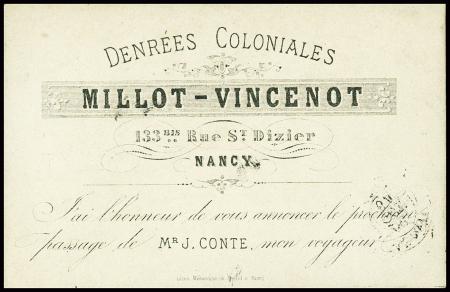 DENRÉES COLONIALES
MILLOT-VINCENOT
133 BIS Rue St. Dizier
NANCY.
J'ai l'honneur de vous annoncer le prochain
passage de MR J. CONTE, mon voyageur